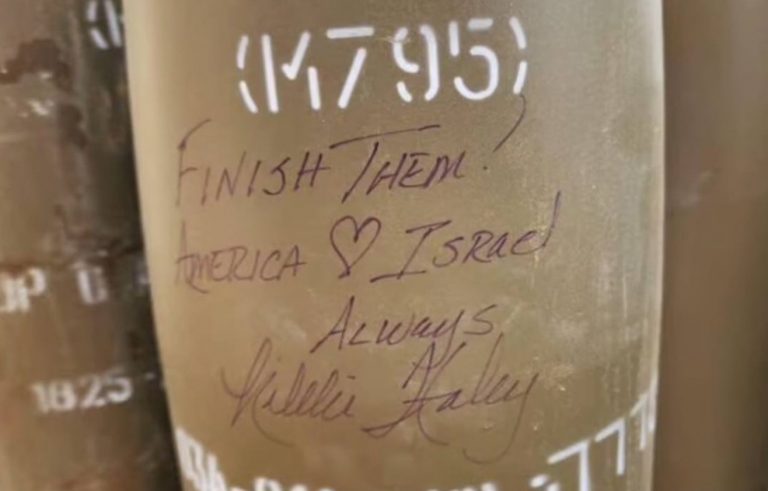 (M795)
FINISH THEM!
AMERICA ♡ ISRael
ALways
Nikki Haley
1825